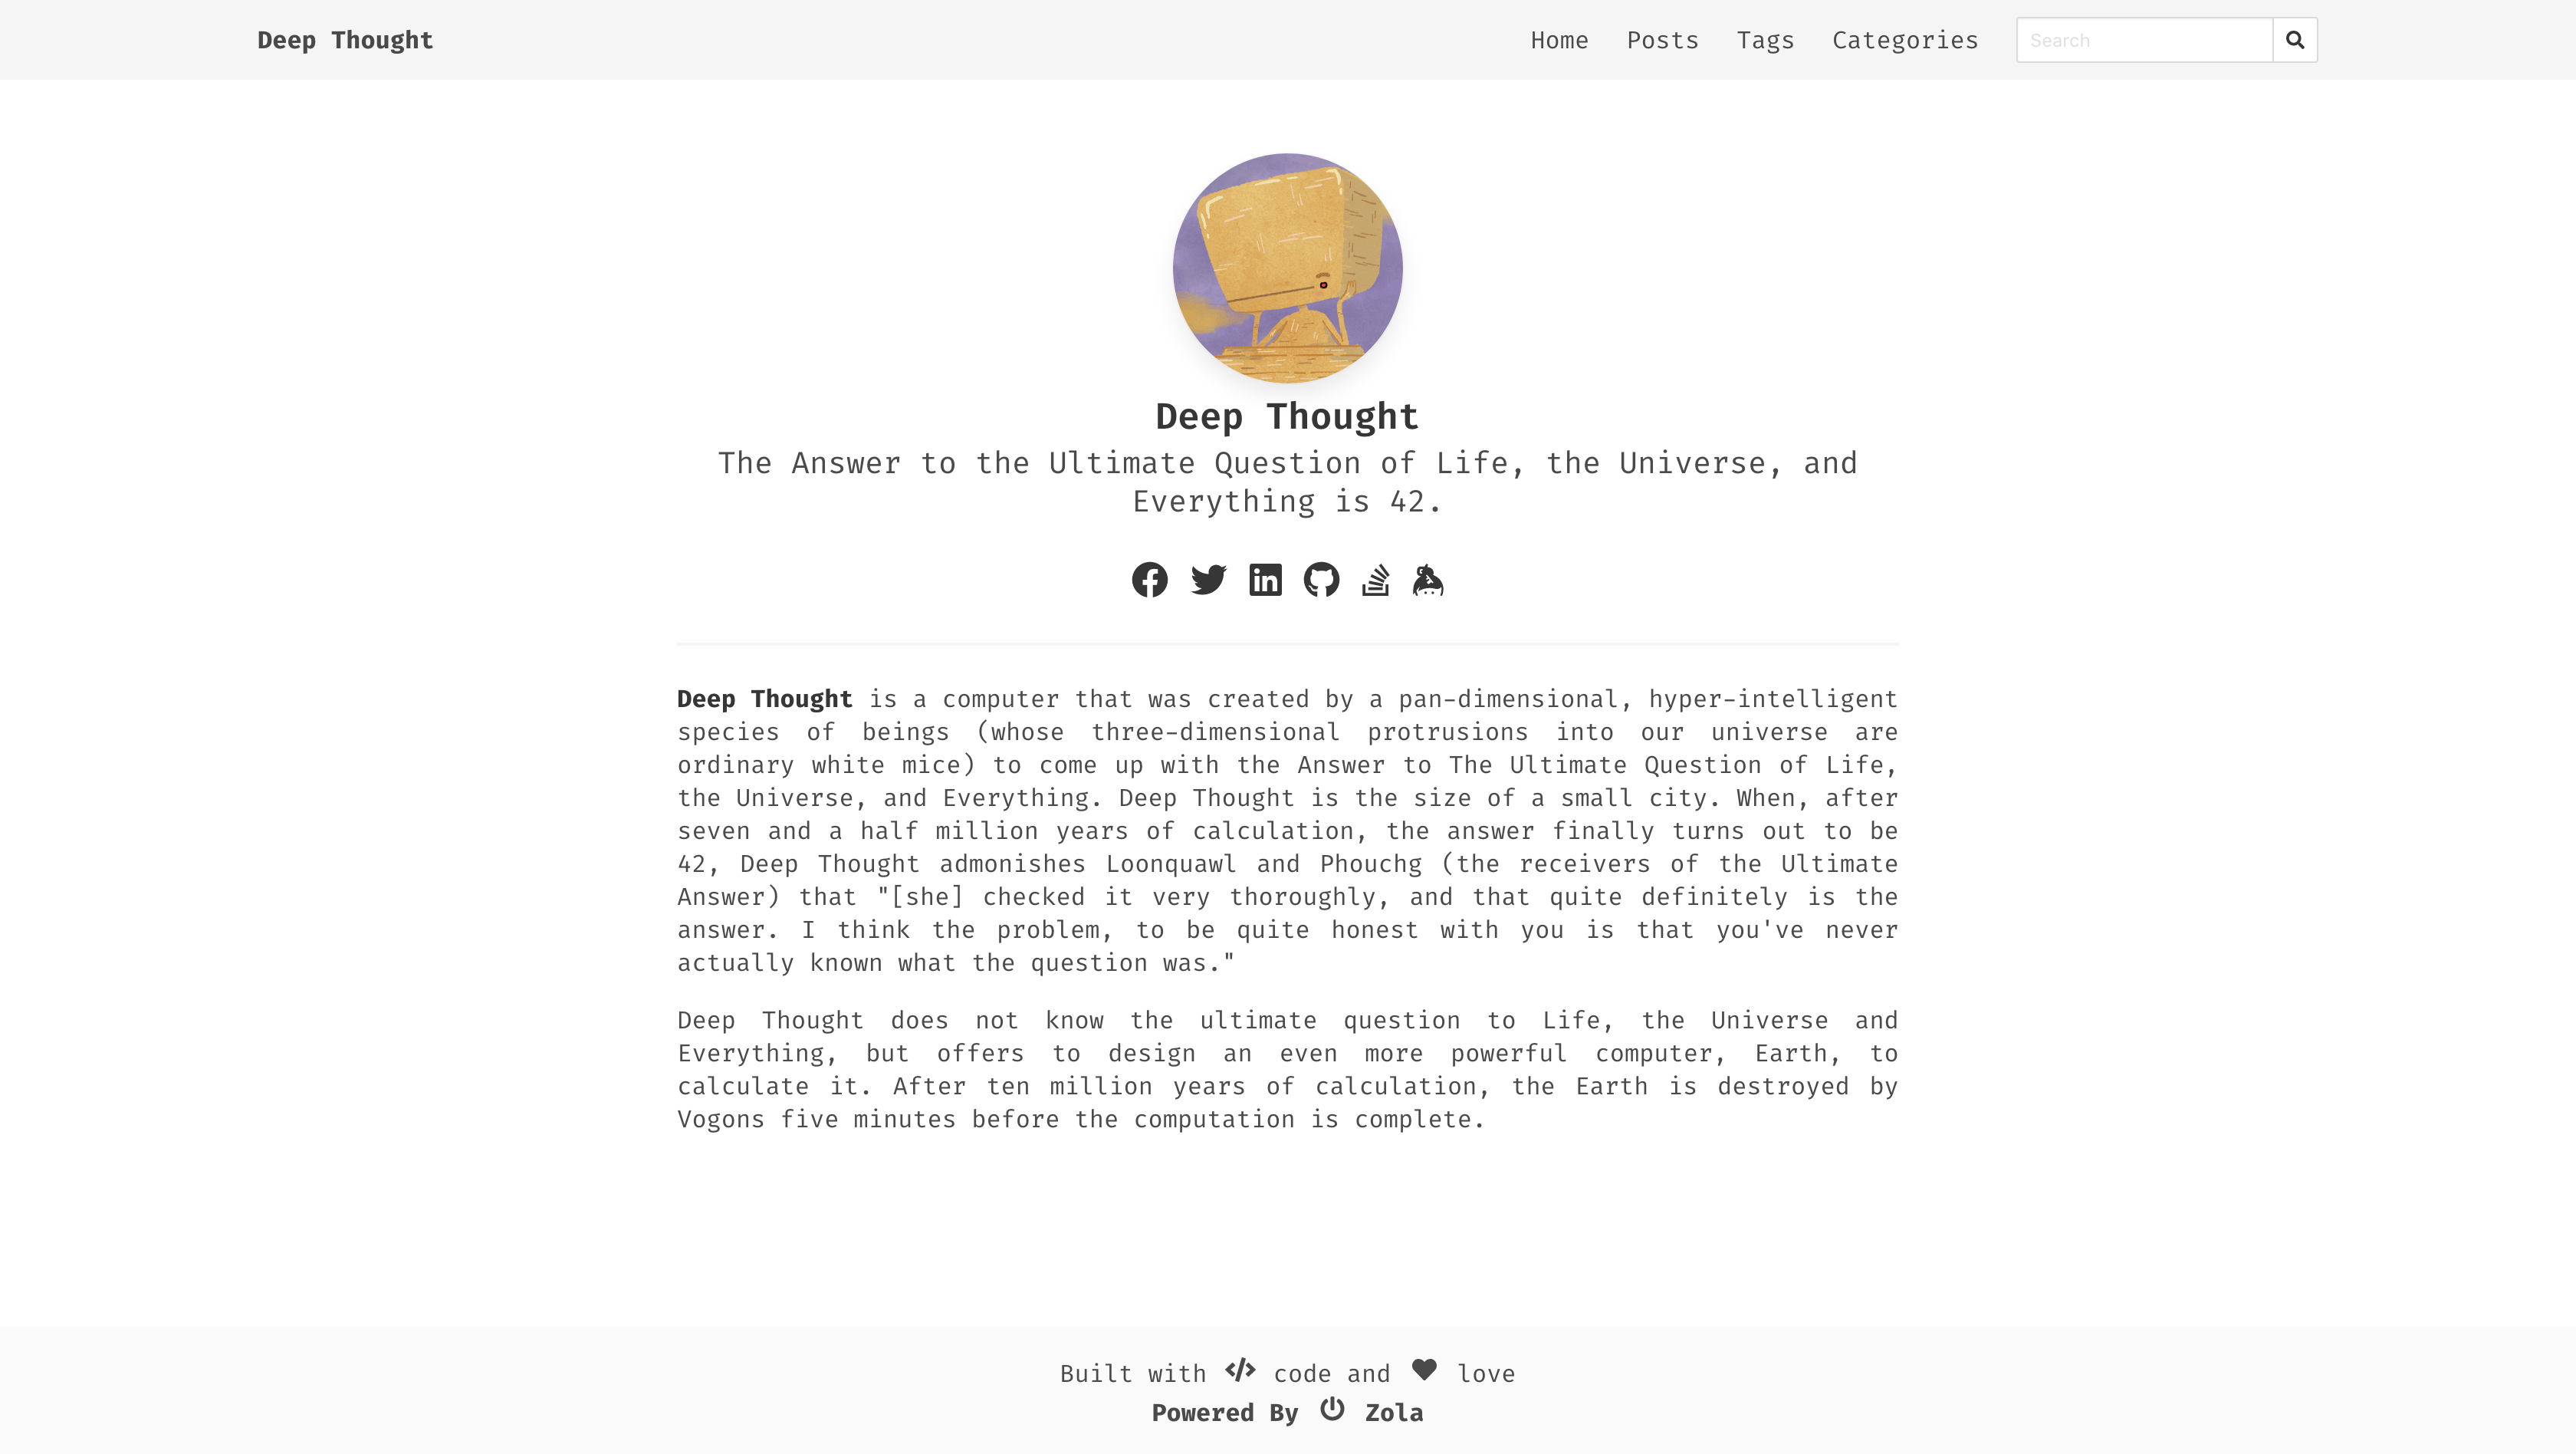 Deep Thought
Home Posts Tags Categories Search
Deep Thought
The Answer to the Ultimate Question of Life, the Universe, and
Everything is 42.
Deep Thought is a computer that was created by a pan-dimensional, hyper-intelligent
species of beings (whose three-dimensional protrusions into our universe are
ordinary white mice) to come up with the Answer to The Ultimate Question of Life,
the Universe, and Everything. Deep Thought is the size of a small city. When, after
seven and a half million years of calculation, the answer finally turns out to be
42, Deep Thought admonishes Loonquawl and Phouchg (the receivers of the Ultimate
Answer) that "[she] checked it very thoroughly, and that quite definitely is the
answer. I think the problem, to be quite honest with you is that you've never
actually known what the question was."
Deep Thought does not know the ultimate question to Life, the Universe and
Everything, but offers to design an even more powerful computer, Earth, to
calculate it. After ten million years of calculation, the Earth is destroyed by
Vogons five minutes before the computation is complete.
Built with code and love
Powered By Zola